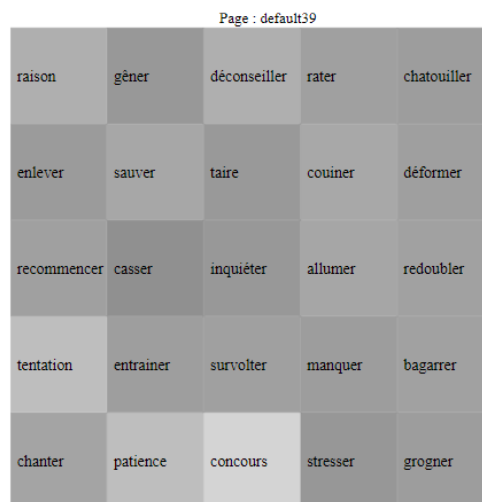 Page : default39
raison gêner déconseiller rater chatouiller
enlever sauver taire couiner déformer
recommencer casser inquiéter allumer redoubler
tentation entrainer survolter manquer bagarrer
chanter patience concours stresser grogner